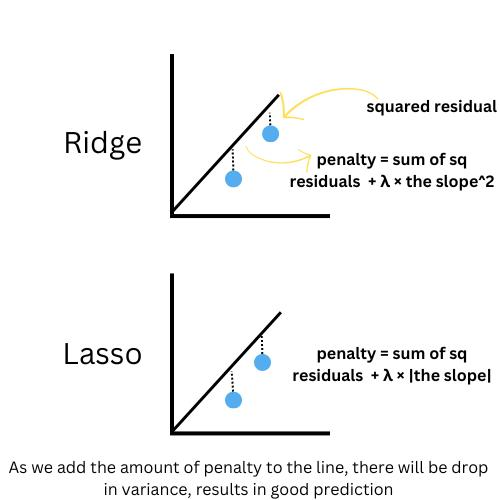 squared residual
Ridge
penalty = sum of sq
residuals + λ × the slope^2
Lasso
penalty = sum of sq
residuals + λ × |the slope|
As we add the amount of penalty to the line, there will be drop
in variance, results in good prediction